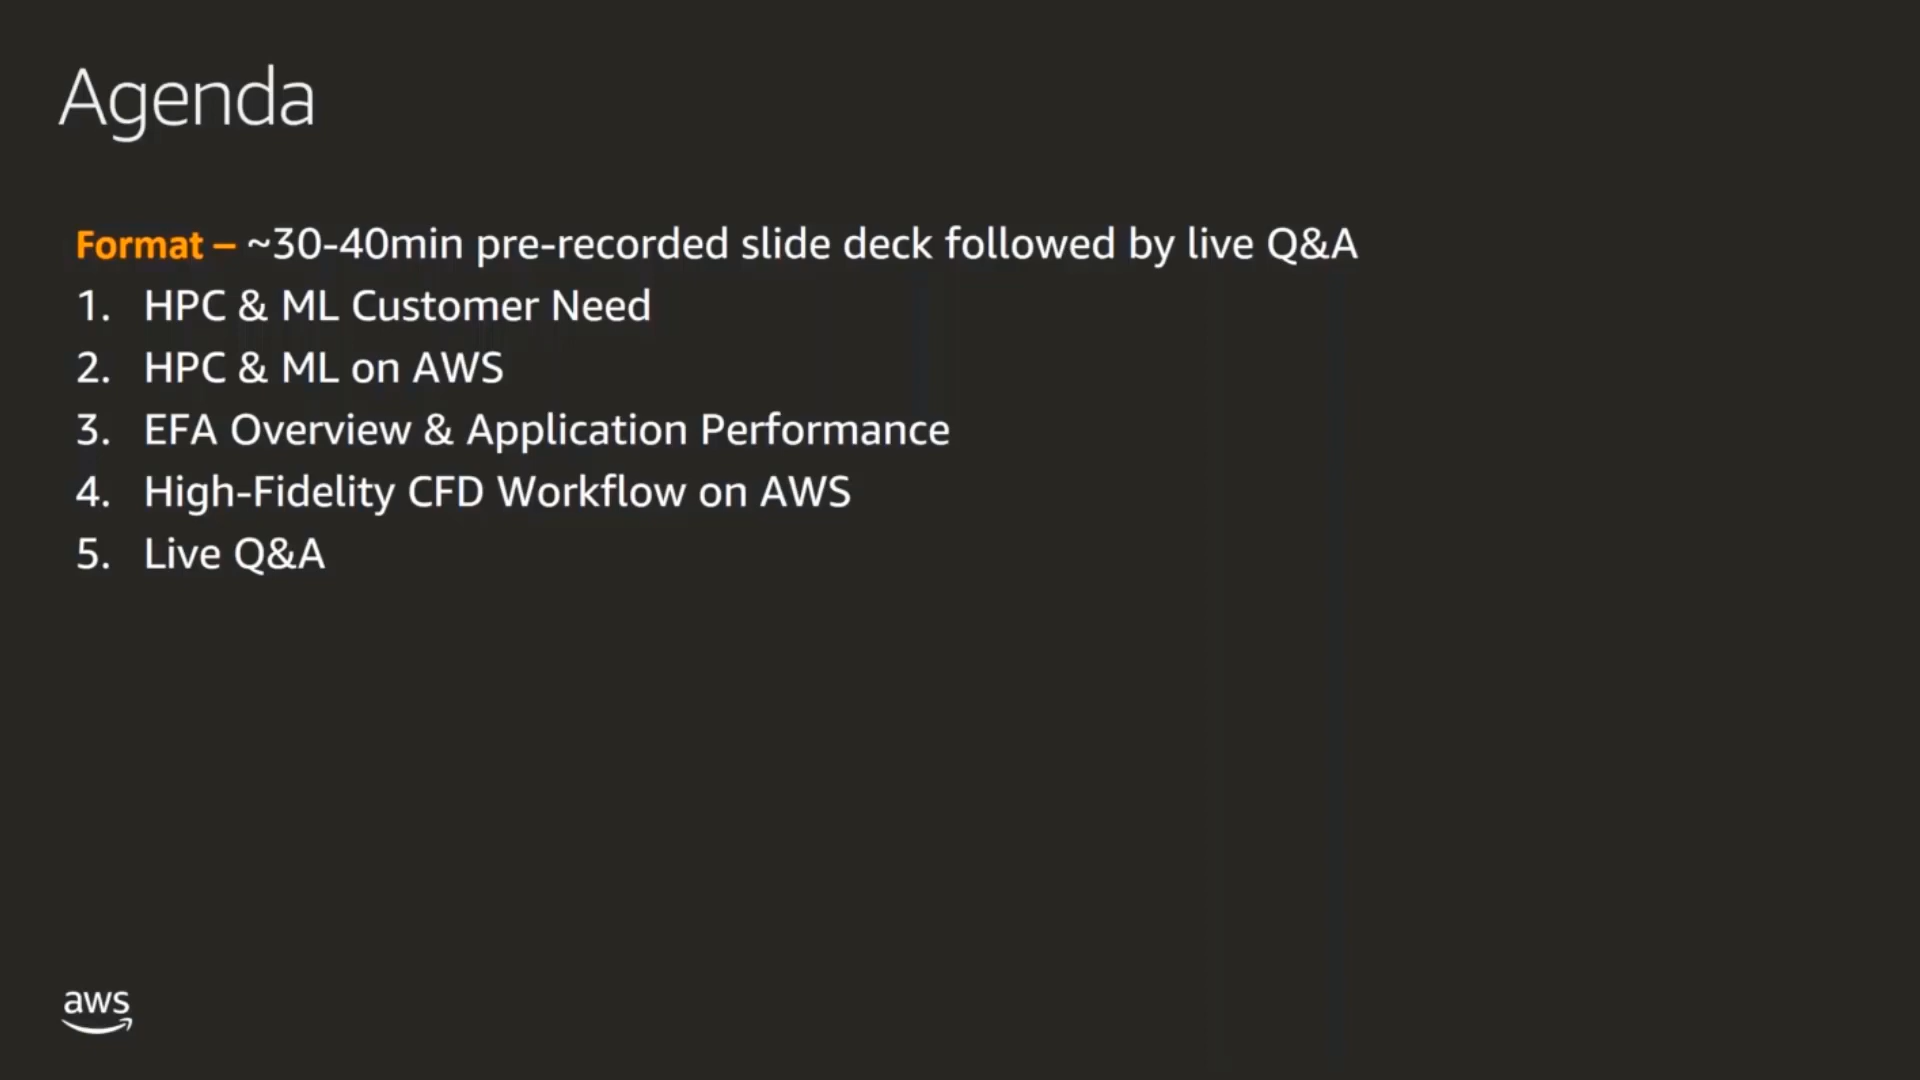 Agenda
Format – ~30-40min pre-recorded slide deck followed by live Q&A
1. HPC & ML Customer Need
2. HPC & ML on AWS
3. EFA Overview & Application Performance
4. High-Fidelity CFD Workflow on AWS
5. Live Q&A
aws